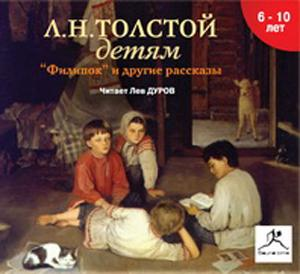 6 - 10
лет
Л.Н.ТОЛСТОЙ
детям
"Филипок" и другие рассказы
Читает Лев ДУРОВ